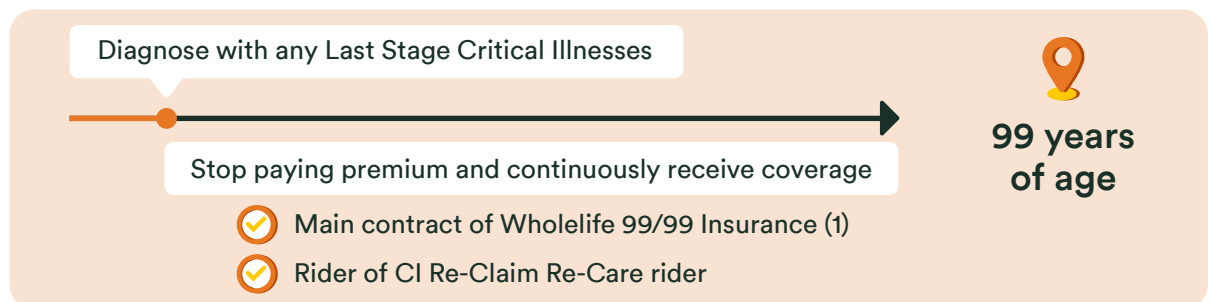 Diagnose with any Last Stage Critical Illnesses
Stop paying premium and continuously receive coverage
Main contract of Wholelife 99/99 Insurance (1)
Rider of CI Re-Claim Re-Care rider
99 years
of age